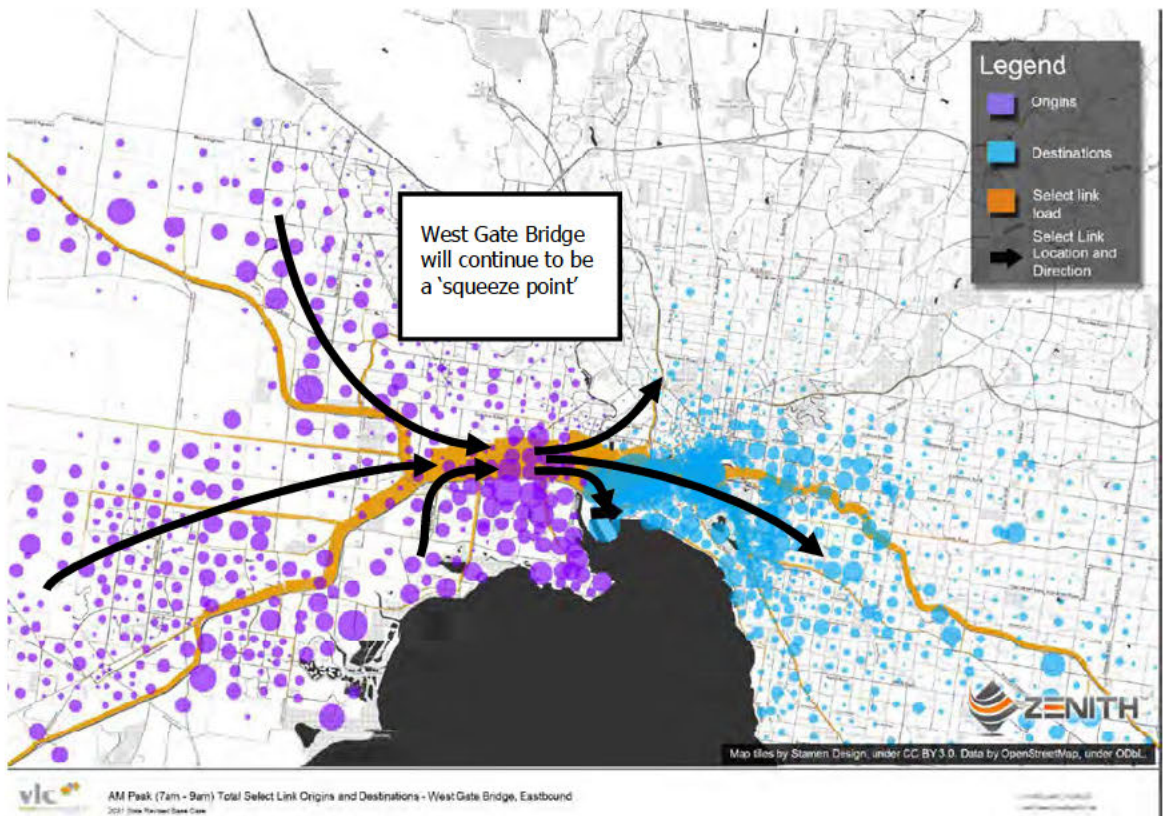 Legend
Origins
Destinations
Select link
load
Select Link
Location and
Direction
West Gate Bridge
will continue to be
a ‘squeeze point’
ZENITH
Map tiles by Stamen Design, under CC BY 3.0. Data by OpenStreetMap, under ODbL.
vlc
AM Peak (7am - 9am) Total Select Link Origins and Destinations - West Gate Bridge, Eastbound
Base Case